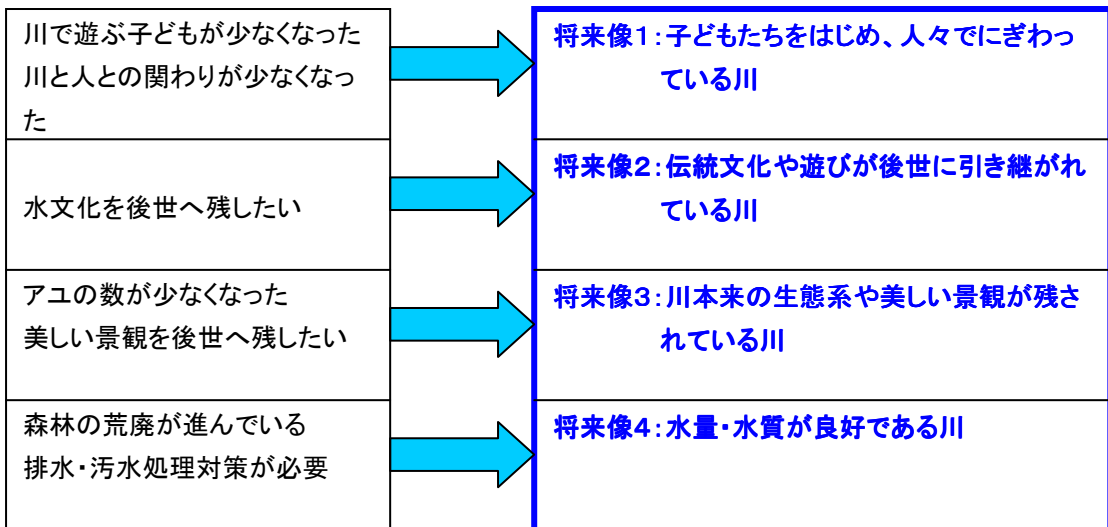 川で遊ぶ子どもが少なくなった
川と人との関わりが少なくなっ
た
将来像1:子どもたちをはじめ、人々でにぎわっ
ている川
水文化を後世へ残したい
将来像2:伝統文化や遊びが後世に引き継がれ
ている川
アユの数が少なくなった
美しい景観を後世へ残したい
将来像3:川本来の生態系や美しい景観が残さ
れている川
森林の荒廃が進んでいる
排水・汚水処理対策が必要
将来像4:水量・水質が良好である川